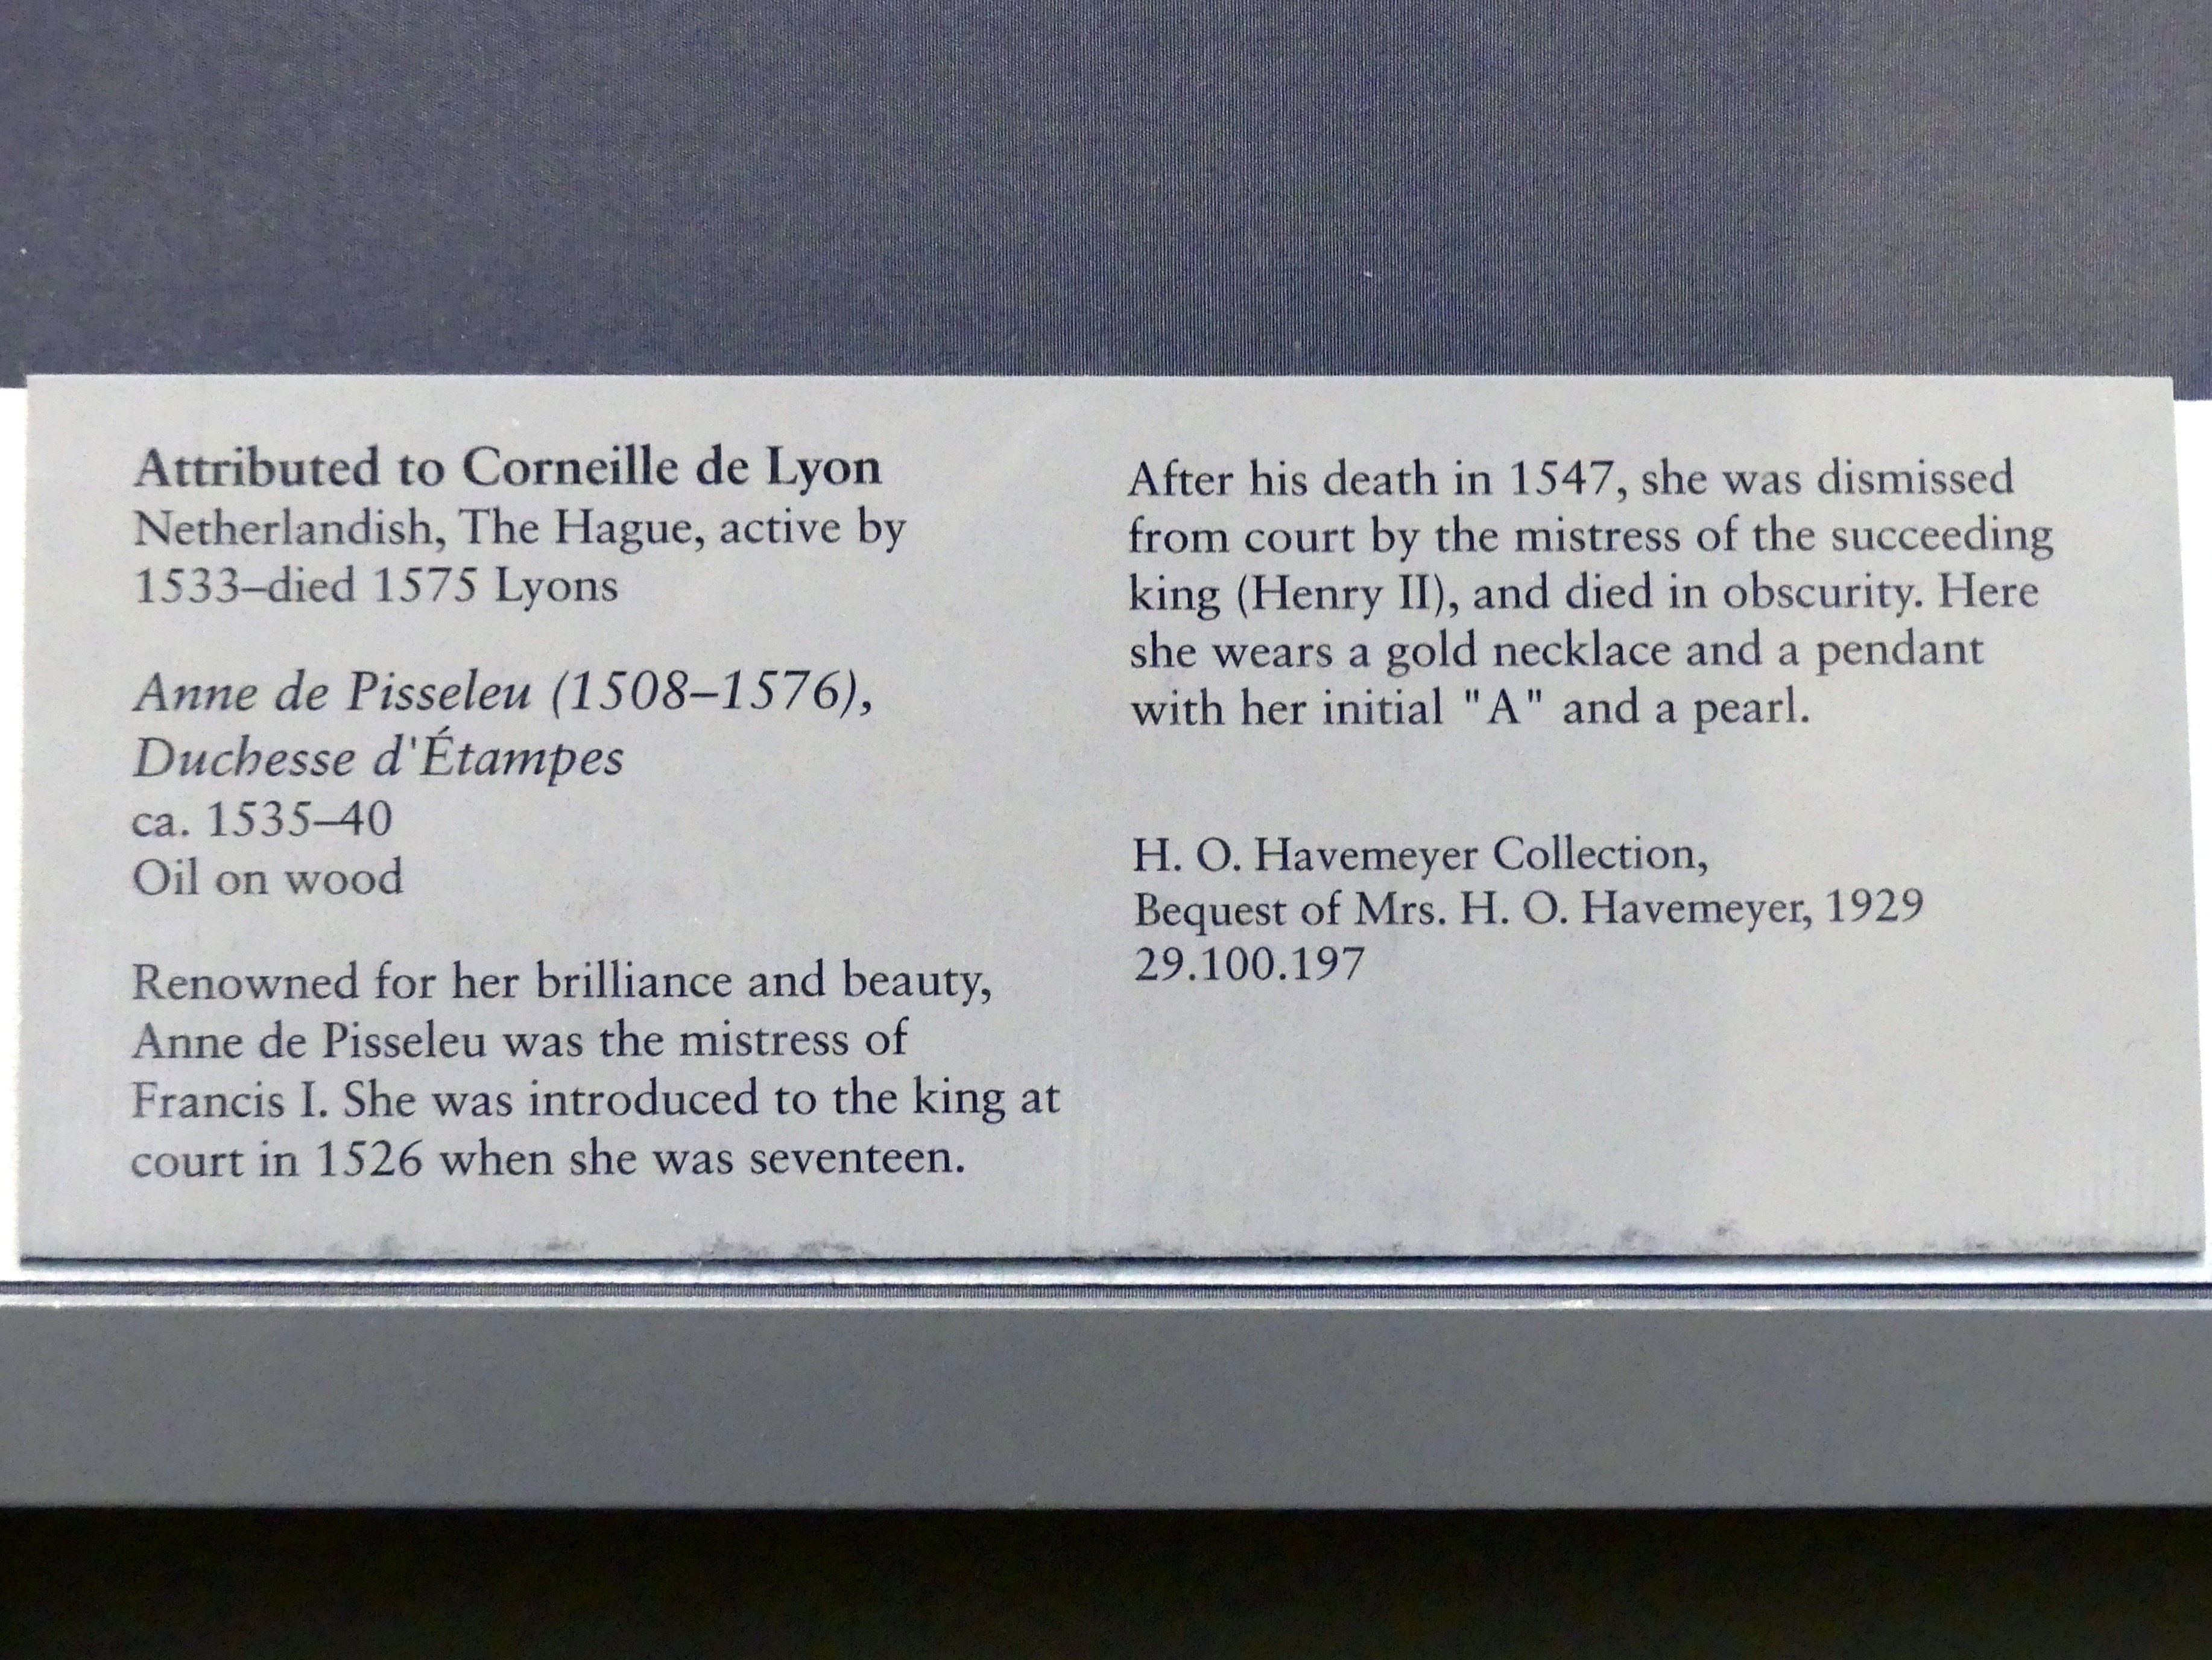 Attributed to Corneille de Lyon
Netherlandish, The Hague, active by
1533–died 1575 Lyons
Anne de Pisseleu (1508–1576),
Duchesse d'Étampes
ca. 1535–40
Oil on wood
Renowned for her brilliance and beauty,
Anne de Pisseleu was the mistress of
Francis I. She was introduced to the king at
court in 1526 when she was seventeen.
After his death in 1547, she was dismissed
from court by the mistress of the succeeding
king (Henry II), and died in obscurity. Here
she wears a gold necklace and a pendant
with her initial "A" and a pearl.
H. O. Havemeyer Collection,
Bequest of Mrs. H. O. Havemeyer, 1929
29.100.197